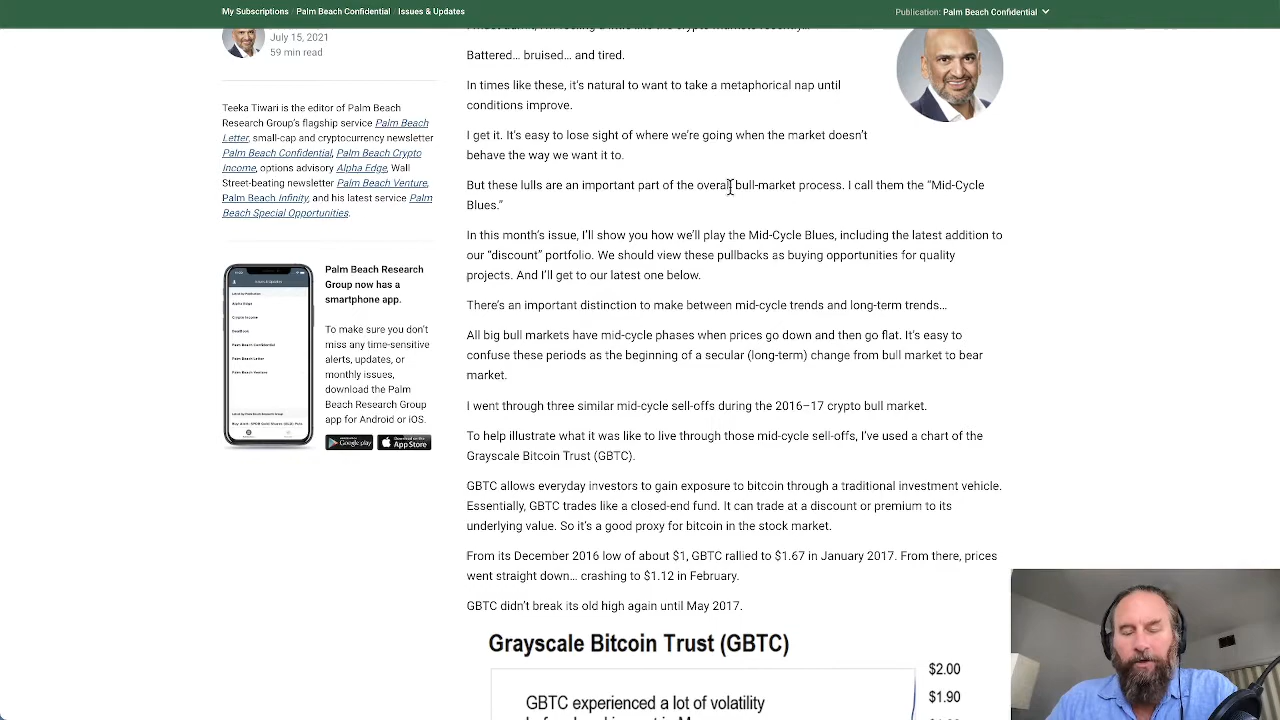 My Subscriptions / Palm Beach Confidential / Issues & Updates
Publication: Palm Beach Confidential
July 15, 2021
59 min read
Teeka Tiwari is the editor of Palm Beach
Research Group's flagship service Palm Beach
Letter, small-cap and cryptocurrency newsletter
Palm Beach Confidential, Palm Beach Crypto
Income, options advisory Alpha Edge, Wall
Street-beating newsletter Palm Beach Venture,
Palm Beach Infinity, and his latest service Palm
Beach Special Opportunities.
Issues & Updates
Alpha Edge
Crypto Income
Palm Beach Confidential
Palm Beach Letter
Palm Beach Venture
Palm Beach Research
Group now has a
smartphone app.
To make sure you don't
miss any time-sensitive
alerts, updates, or
monthly issues,
download the Palm
Beach Research Group
app for Android or iOS.
Google play
App Store
Battered… bruised… and tired.
In times like these, it's natural to want to take a metaphorical nap until
conditions improve.
I get it. It's easy to lose sight of where we're going when the market doesn't
behave the way we want it to.
But these lulls are an important part of the overall bull-market process. I call them the “Mid-Cycle
Blues.”
In this month's issue, I'll show you how we'll play the Mid-Cycle Blues, including the latest addition to
our “discount” portfolio. We should view these pullbacks as buying opportunities for quality
projects. And I'll get to our latest one below.
There's an important distinction to make between mid-cycle trends and long-term trends…
All big bull markets have mid-cycle phases when prices go down and then go flat. It's easy to
confuse these periods as the beginning of a secular (long-term) change from bull market to bear
market.
I went through three similar mid-cycle sell-offs during the 2016–17 crypto bull market.
To help illustrate what it was like to live through those mid-cycle sell offs, I've used a chart of the
Grayscale Bitcoin Trust (GBTC).
GBTC allows everyday investors to gain exposure to bitcoin through a traditional investment vehicle.
Essentially, GBTC trades like a closed-end fund. It can trade at a discount or premium to its
underlying value. So it's a good proxy for bitcoin in the stock market.
From its December 2016 low of about $1, GBTC rallied to $1.67 in January 2017. From there, prices
went straight down… crashing to $1.12 in February.
GBTC didn't break its old high again until May 2017.
Grayscale Bitcoin Trust (GBTC)
$2.00
GBTC experienced a lot of volatility
$1.90